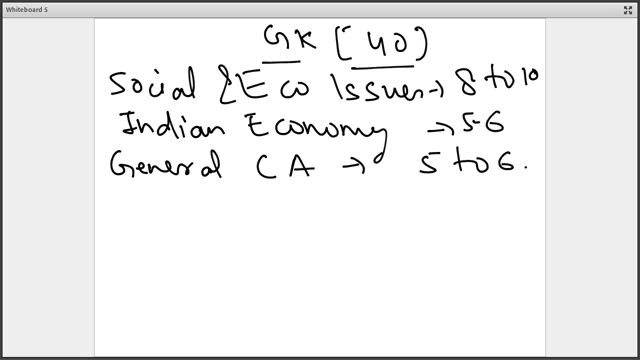 Whiteboard 5
GK [40)
Social & Eco Issues → 8 to 10
Indian Economy → 5-6
General CA → 5 to 6.